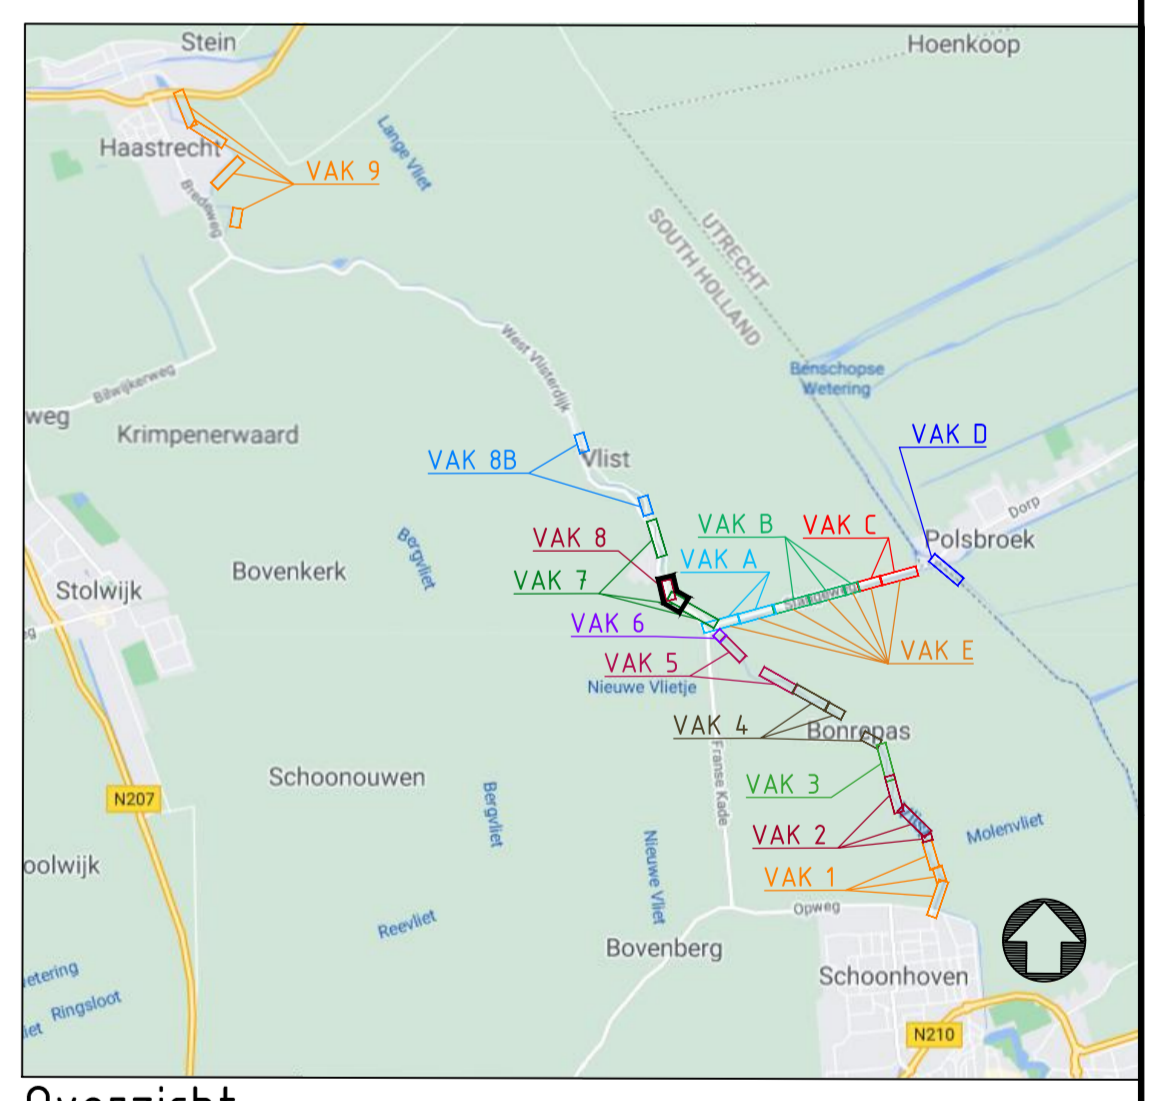 Stein
Hoenkoop
Haastrecht
Lange Vliet
VAK 9
Bredeweg
UTRECHT
SOUTH HOLLAND
West Vlisterdijk
Benschopse
Wetering
Bilwijkerweg
weg
Krimpenerwaard
VAK D
VAK 8B
Vlist
Dorp
VAK B
VAK C
VAK 8
Polsbroek
Bergvliet
VAK A
Bovenkerk
VAK 7
Stolwijk
Slangeweg
VAK 6
VAK E
VAK 5
Nieuwe Vlietje
VAK 4
Bonrepas
Schoonouwen
Franse Kade
VAK 3
N207
Bergvliet
Vlist
Molenvliet
VAK 2
oolwijk
Nieuwe Vliet
VAK 1
Opweg
Reevliet
Bovenberg
Schoonhoven
etering
Ringsloot
iet
N210
Overzicht